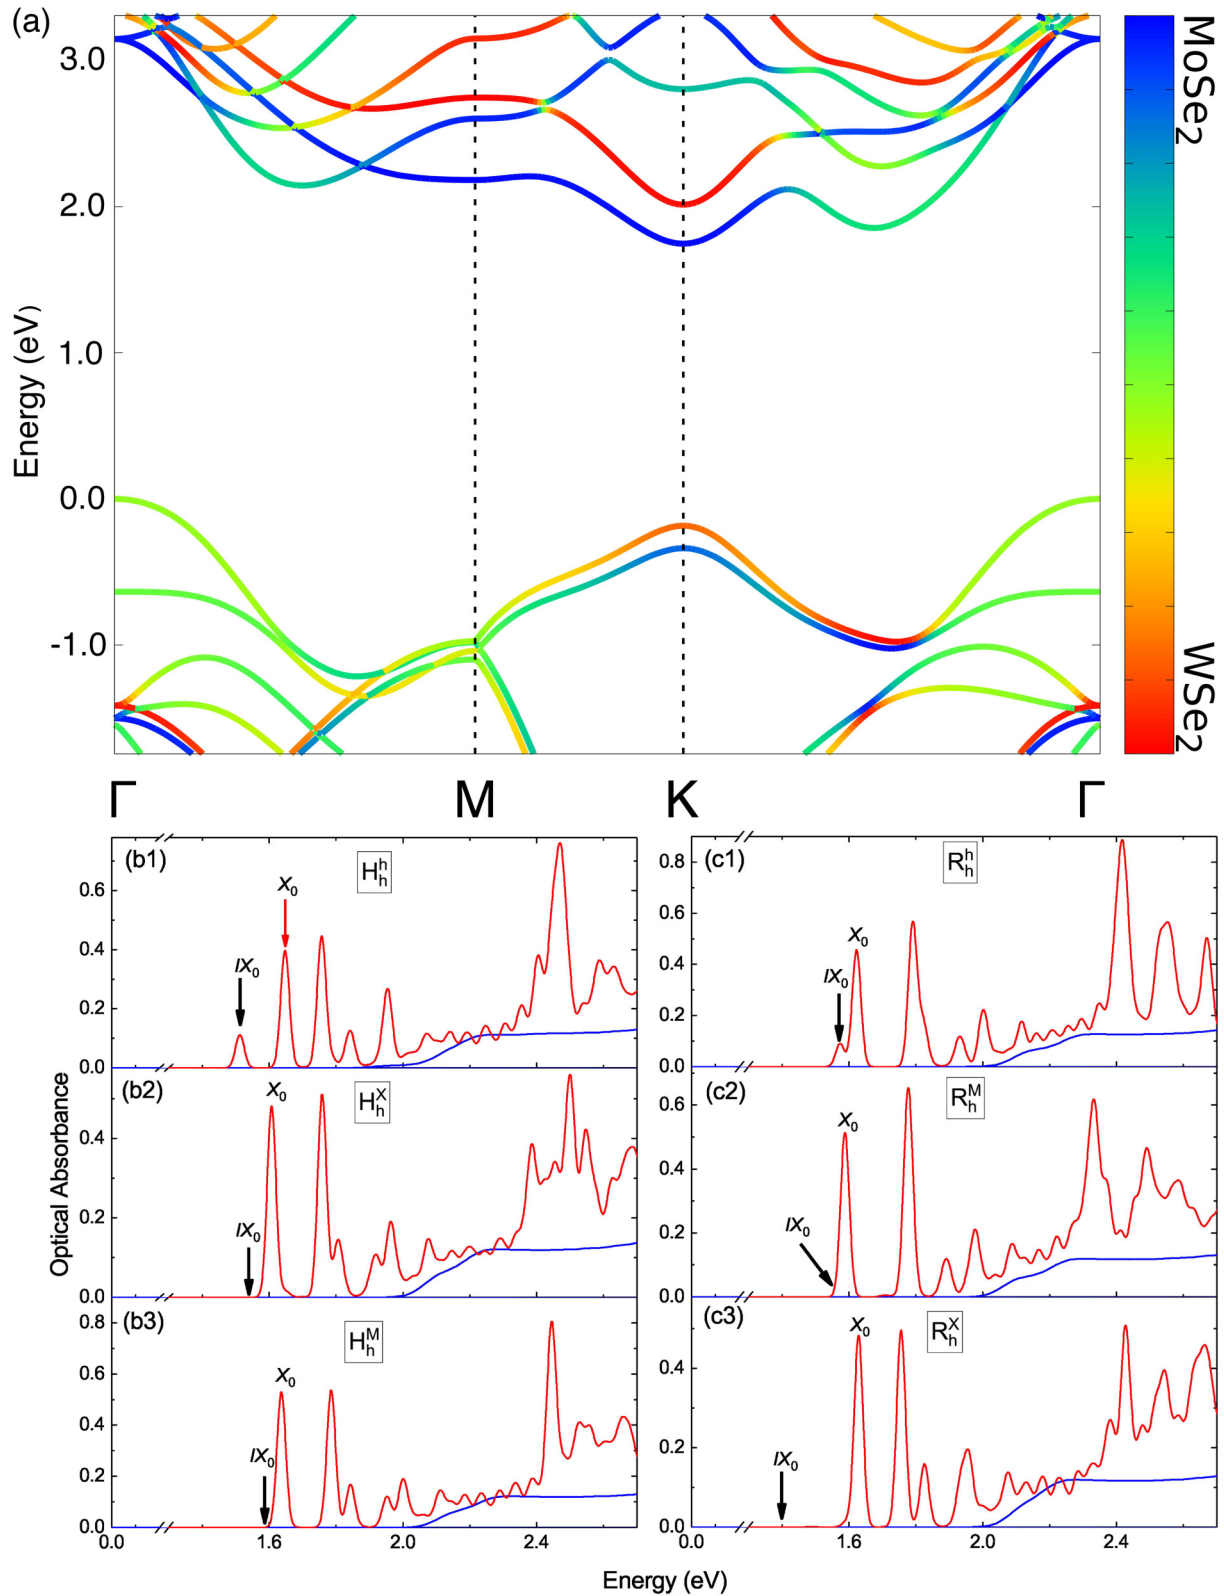 (a)
3.0
2.0
1.0
0.0
-1.0
Energy (eV)
MoSe₂
WSe₂
Γ M K Γ
(b1)
H_h^h
IX₀
X₀
0.6
0.4
0.2
0.0
(b2)
H_h^X
IX₀
X₀
0.4
0.2
0.0
(b3)
H_h^M
IX₀
X₀
0.8
0.6
0.4
0.2
0.0
0.0 1.6 2.0 2.4
Optical Absorbance
(c1)
R_h^h
IX₀
X₀
0.8
0.6
0.4
0.2
0.0
(c2)
R_h^M
IX₀
X₀
0.6
0.4
0.2
0.0
(c3)
R_h^X
IX₀
X₀
0.4
0.2
0.0
0.0 1.6 2.0 2.4
Energy (eV)